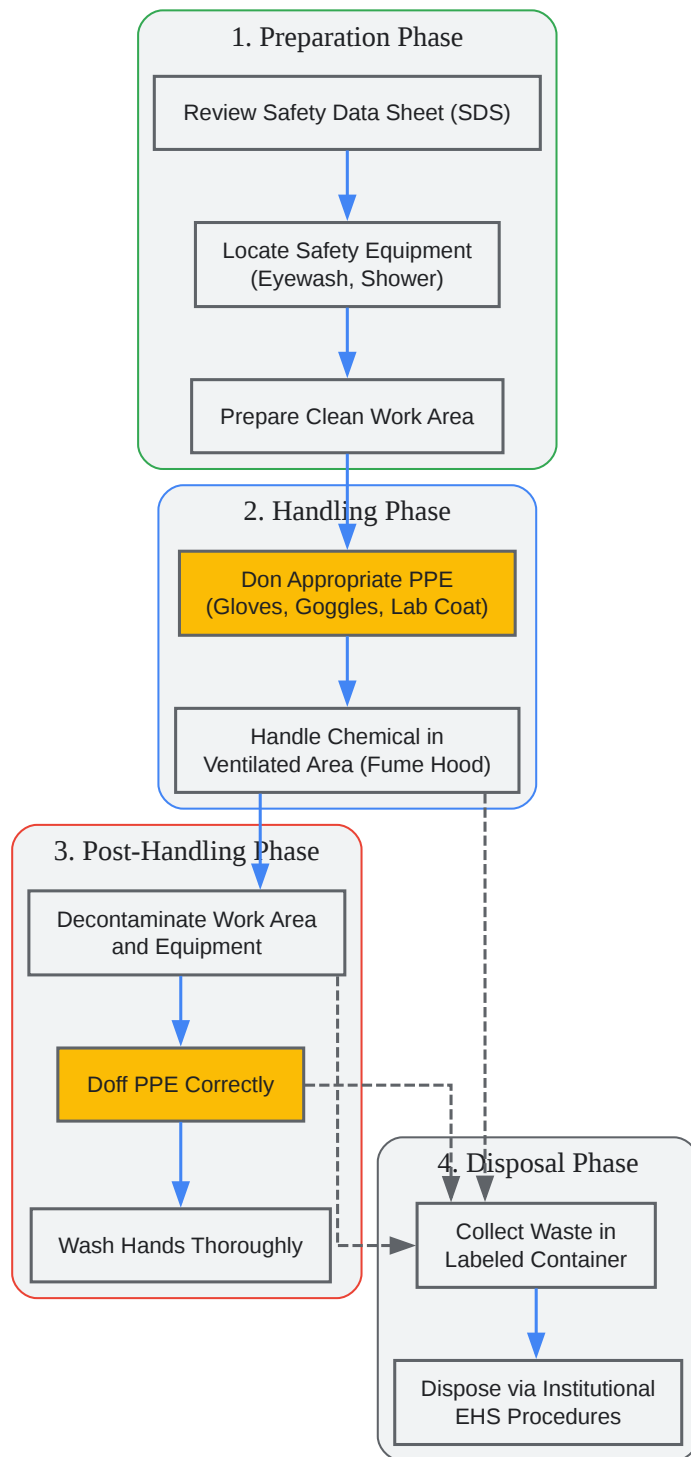 1. Preparation Phase
Review Safety Data Sheet (SDS)
Locate Safety Equipment
(Eyewash, Shower)
Prepare Clean Work Area
2. Handling Phase
Don Appropriate PPE
(Gloves, Goggles, Lab Coat)
Handle Chemical in
Ventilated Area (Fume Hood)
3. Post-Handling Phase
Decontaminate Work Area
and Equipment
Doff PPE Correctly
Wash Hands Thoroughly
4. Disposal Phase
Collect Waste in
Labeled Container
Dispose via Institutional
EHS Procedures